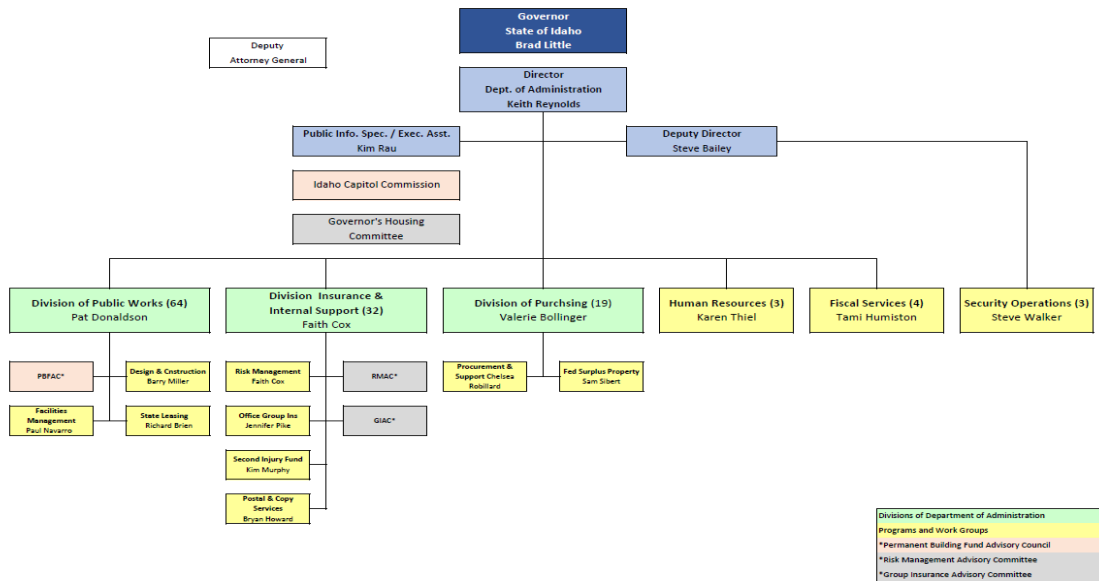 Governor
State of Idaho
Brad Little
Deputy
Attorney General
Director
Dept. of Administration
Keith Reynolds
Public Info. Spec. / Exec. Asst.
Kim Rau
Deputy Director
Steve Bailey
Idaho Capitol Commission
Governor's Housing
Committee
Division of Public Works (64)
Pat Donaldson
Division Insurance &
Internal Support (32)
Faith Cox
Division of Purchsing (19)
Valerie Bollinger
Human Resources (3)
Karen Thiel
Fiscal Services (4)
Tami Humiston
Security Operations (3)
Steve Walker
PBFAC*
Design & Cnstruction
Barry Miller
Risk Management
Faith Cox
RMAC*
Procurement &
Support Chelsea
Robillard
Fed Surplus Property
Sam Sibert
Facilities
Management
Paul Navarro
State Leasing
Richard Brien
Office Group Ins
Jennifer Pike
GIAC*
Second Injury Fund
Kim Murphy
Postal & Copy
Services
Bryan Howard
Divisions of Department of Administration
Programs and Work Groups
*Permanent Building Fund Advisory Council
*Risk Management Advisory Committee
*Group Insurance Advisory Committee